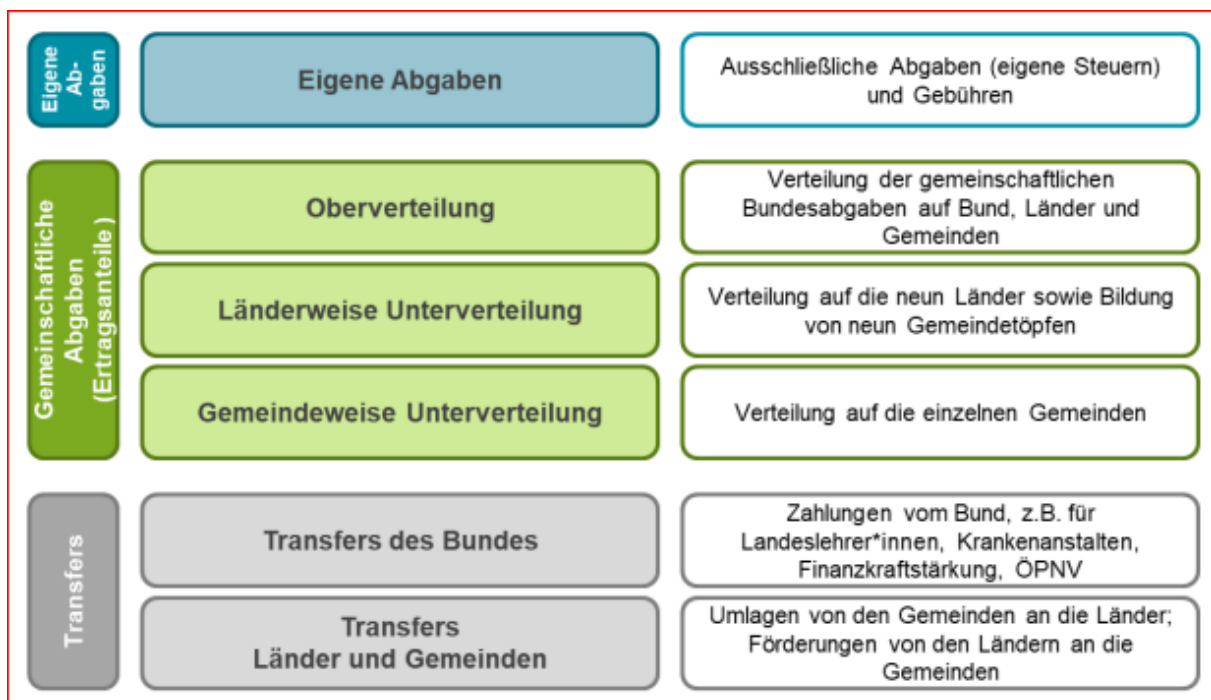 Eigene
Ab-
gaben
Eigene Abgaben
Ausschließliche Abgaben (eigene Steuern)
und Gebühren
Gemeinschaftliche
Abgaben
(Ertragsanteile )
Oberverteilung
Verteilung der gemeinschaftlichen
Bundesabgaben auf Bund, Länder und
Gemeinden
Länderweise Unterverteilung
Verteilung auf die neun Länder sowie Bildung
von neun Gemeindetöpfen
Gemeindeweise Unterverteilung
Verteilung auf die einzelnen Gemeinden
Transfers
Transfers des Bundes
Zahlungen vom Bund, z.B. für
Landeslehrer*innen, Krankenanstalten,
Finanzkraftstärkung, ÖPNV
Transfers
Länder und Gemeinden
Umlagen von den Gemeinden an die Länder;
Förderungen von den Ländern an die
Gemeinden